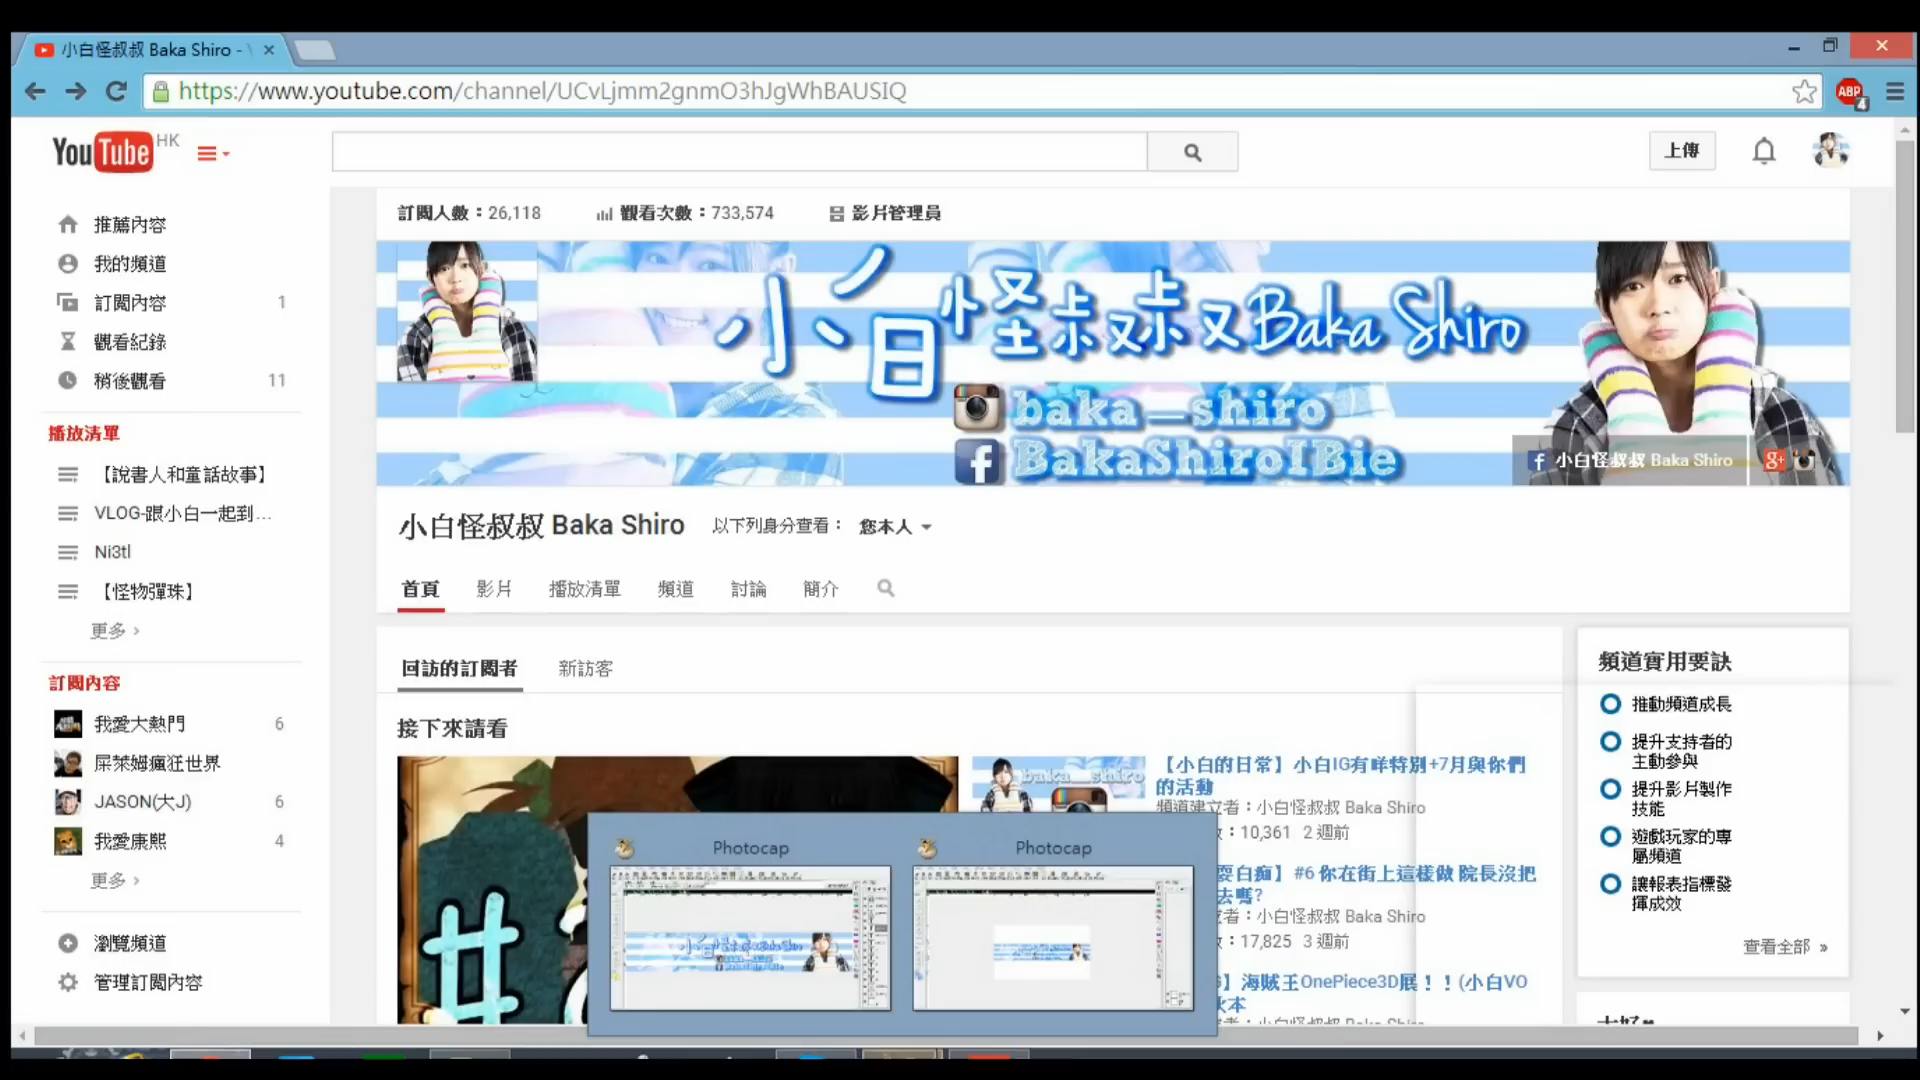 小白怪叔叔 Baka Shiro -
https://www.youtube.com/channel/UCvLjmm2gnmO3hJgWhBAUSIQ
ABP
4
YouTube HK
上傳
訂閱人數：26,118
觀看次數：733,574
影片管理員
推薦內容
我的頻道
訂閱內容 1
觀看紀錄
稍後觀看 11
小白怪叔叔Baka Shiro
baka_shiro
BakaShiroIBie
小白怪叔叔 Baka Shiro
g+
播放清單
【說書人和童話故事】
VLOG-跟小白一起到...
Ni3tl
【怪物彈珠】
更多
小白怪叔叔 Baka Shiro
以下列身分查看：
您本人
首頁
影片
播放清單
頻道
討論
簡介
訂閱內容
我愛大熱門 6
屎萊姆瘋狂世界
JASON(大J) 6
我愛康熙 4
更多
瀏覽頻道
管理訂閱內容
回訪的訂閱者
新訪客
接下來請看
baka_shiro
【小白的日常】小白IG有咩特別+7月與你們
的活動
頻道建立者：小白怪叔叔 Baka Shiro
：10,361 2 週前
耍白痴】#6 你在街上這樣做 院長沒把
去嗎?
者：小白怪叔叔 Baka Shiro
：17,825 3 週前
】海賊王OnePiece3D展！！(小白VO
Photocap
Photocap
頻道實用要訣
推動頻道成長
提升支持者的
主動參與
提升影片製作
技能
遊戲玩家的專
屬頻道
讓報表指標發
揮成效
查看全部 »